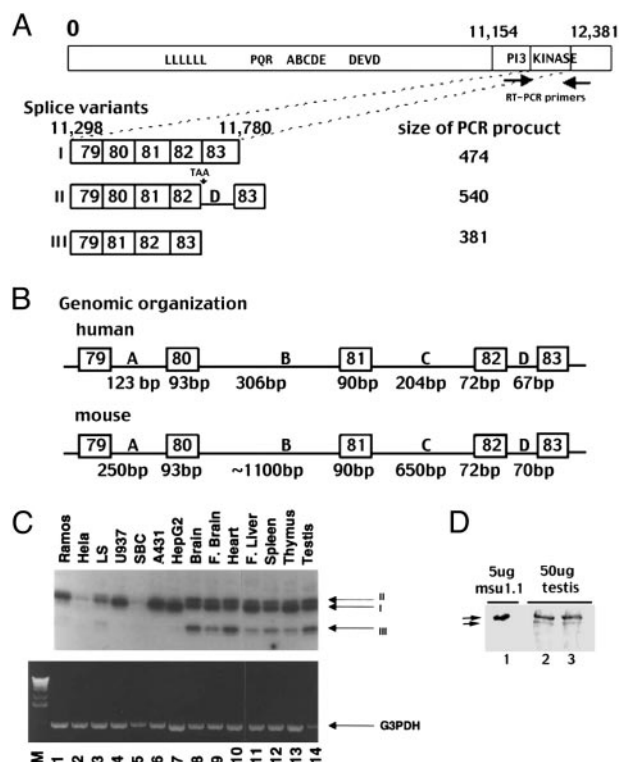 A
0 11,154 12,381
LLLLLL PQR ABCDE DEVD PI3 KINASE
RT-PCR primers
Splice variants
11,298 11,780 size of PCR procuct
I 79 80 81 82 83 474
TAA
II 79 80 81 82 D 83 540
III 79 81 82 83 381
B
Genomic organization
human
79 A 80 B 81 C 82 D 83
123 bp 93bp 306bp 90bp 204bp 72bp 67bp
mouse
79 A 80 B 81 C 82 D 83
250bp 93bp ~1100bp 90bp 650bp 72bp 70bp
C
Ramos Hela LS U937 SBC A431 HepG2 Brain F. Brain Heart F. Liver Spleen Thymus Testis
II
I
III
G3PDH
M 1 2 3 4 5 6 7 8 9 10 11 12 13 14
D
5ug 50ug
msu1.1 testis
1 2 3